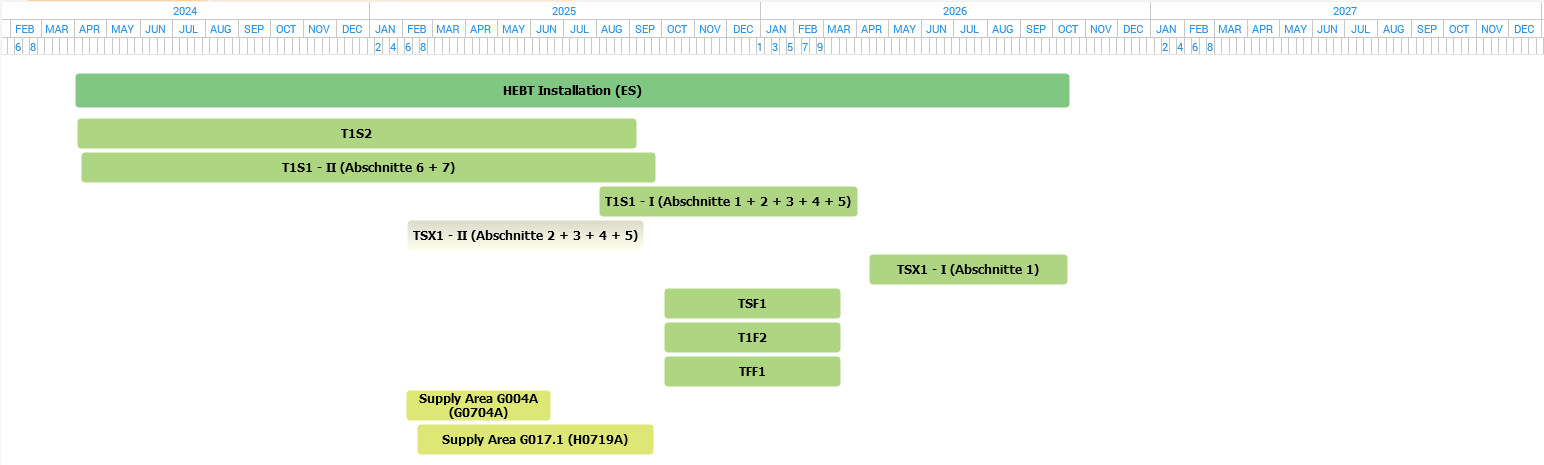 2024 2025 2026 2027
FEB MAR APR MAY JUN JUL AUG SEP OCT NOV DEC JAN FEB MAR APR MAY JUN JUL AUG SEP OCT NOV DEC JAN FEB MAR APR MAY JUN JUL AUG SEP OCT NOV DEC JAN FEB MAR APR MAY JUN JUL AUG SEP OCT NOV DEC
6 8 2 4 6 8 1 3 5 7 9 2 4 6 8
HEBT Installation (ES)
T1S2
T1S1 - II (Abschnitte 6 + 7)
T1S1 - I (Abschnitte 1 + 2 + 3 + 4 + 5)
TSX1 - II (Abschnitte 2 + 3 + 4 + 5)
TSX1 - I (Abschnitte 1)
TSF1
T1F2
TFF1
Supply Area G004A
(G0704A)
Supply Area G017.1 (H0719A)